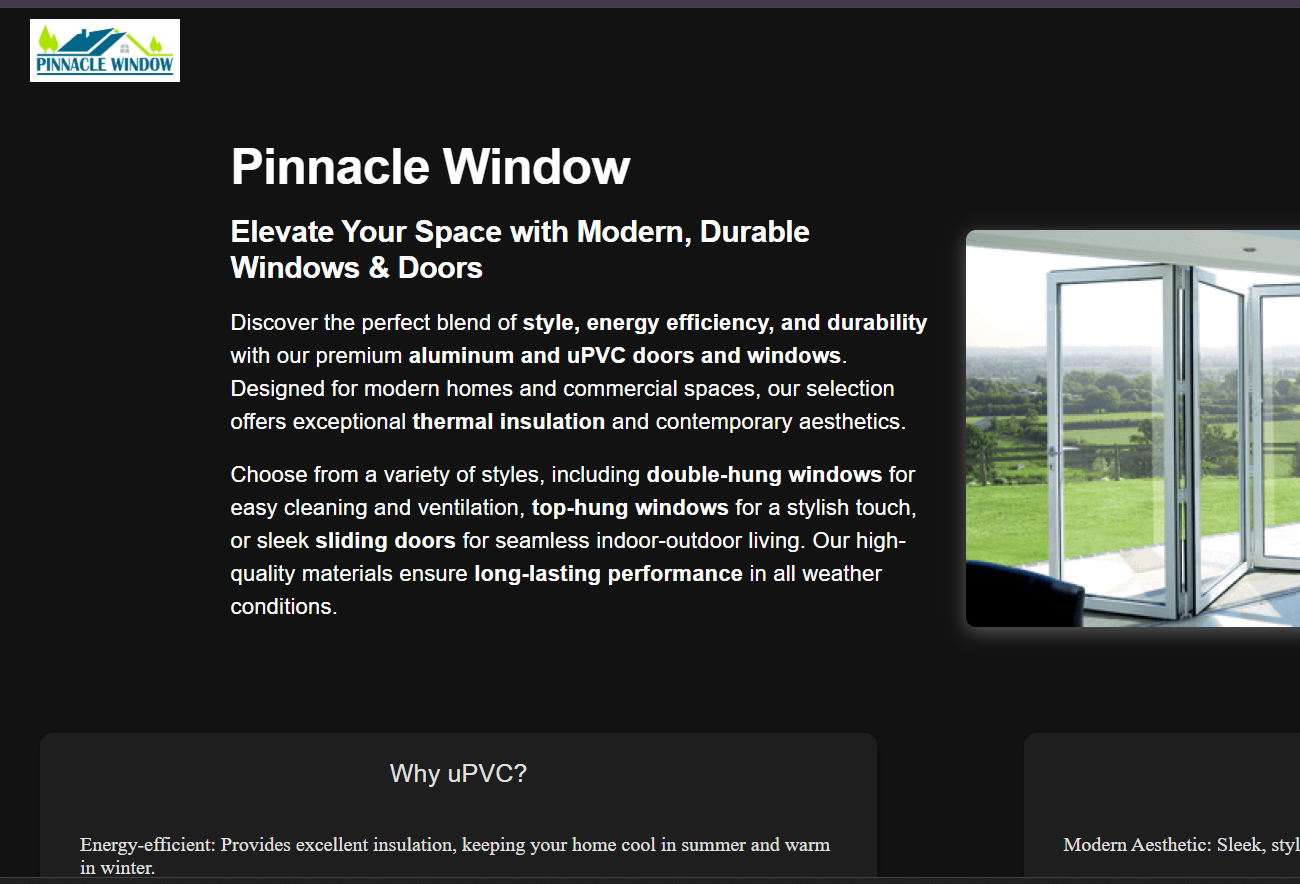 PINNACLE WINDOW
Pinnacle Window
Elevate Your Space with Modern, Durable
Windows & Doors
Discover the perfect blend of style, energy efficiency, and durability
with our premium aluminum and uPVC doors and windows.
Designed for modern homes and commercial spaces, our selection
offers exceptional thermal insulation and contemporary aesthetics.
Choose from a variety of styles, including double-hung windows for
easy cleaning and ventilation, top-hung windows for a stylish touch,
or sleek sliding doors for seamless indoor-outdoor living. Our high-
quality materials ensure long-lasting performance in all weather
conditions.
Why uPVC?
Energy-efficient: Provides excellent insulation, keeping your home cool in summer and warm
in winter.
Modern Aesthetic: Sleek,